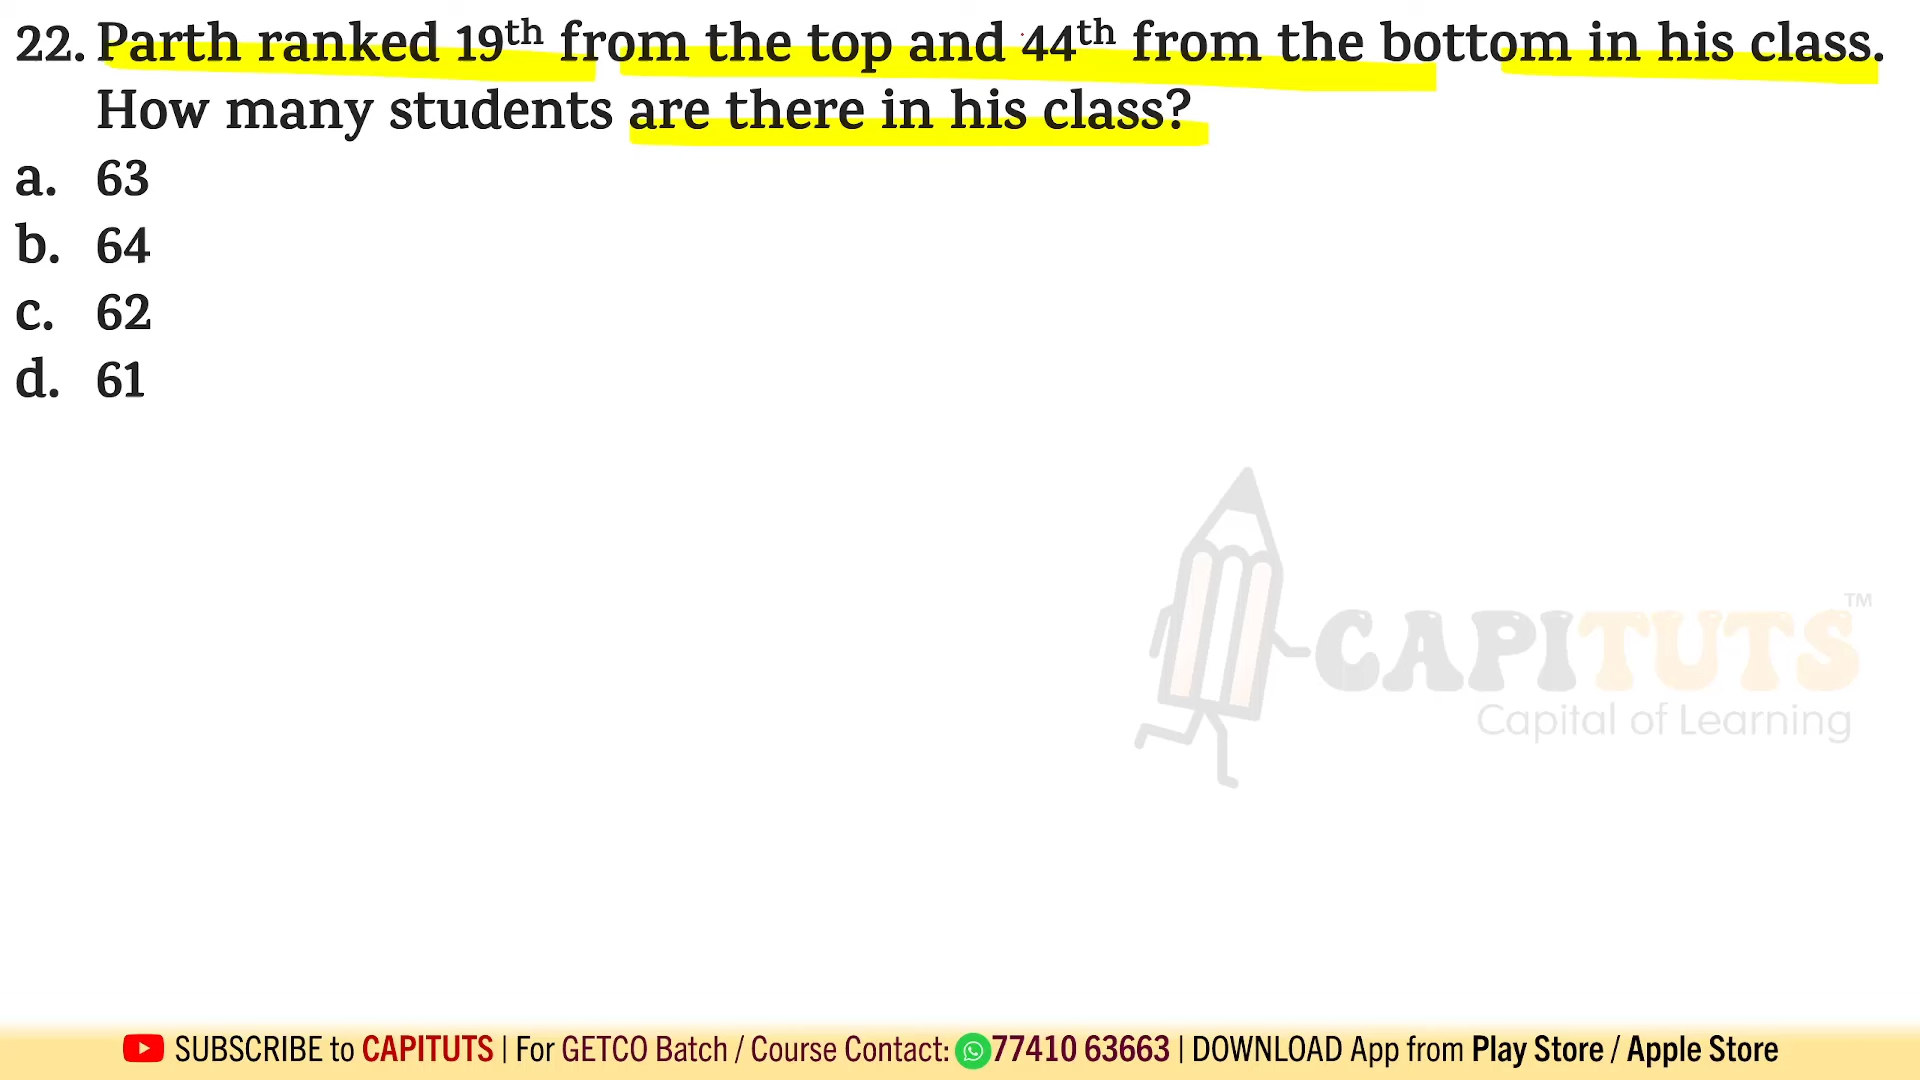 22. Parth ranked 19th from the top and 44th from the bottom in his class.
How many students are there in his class?
a. 63
b. 64
c. 62
d. 61
CAPITUTS™
Capital of Learning
SUBSCRIBE to CAPITUTS | For GETCO Batch / Course Contact: 77410 63663 | DOWNLOAD App from Play Store / Apple Store